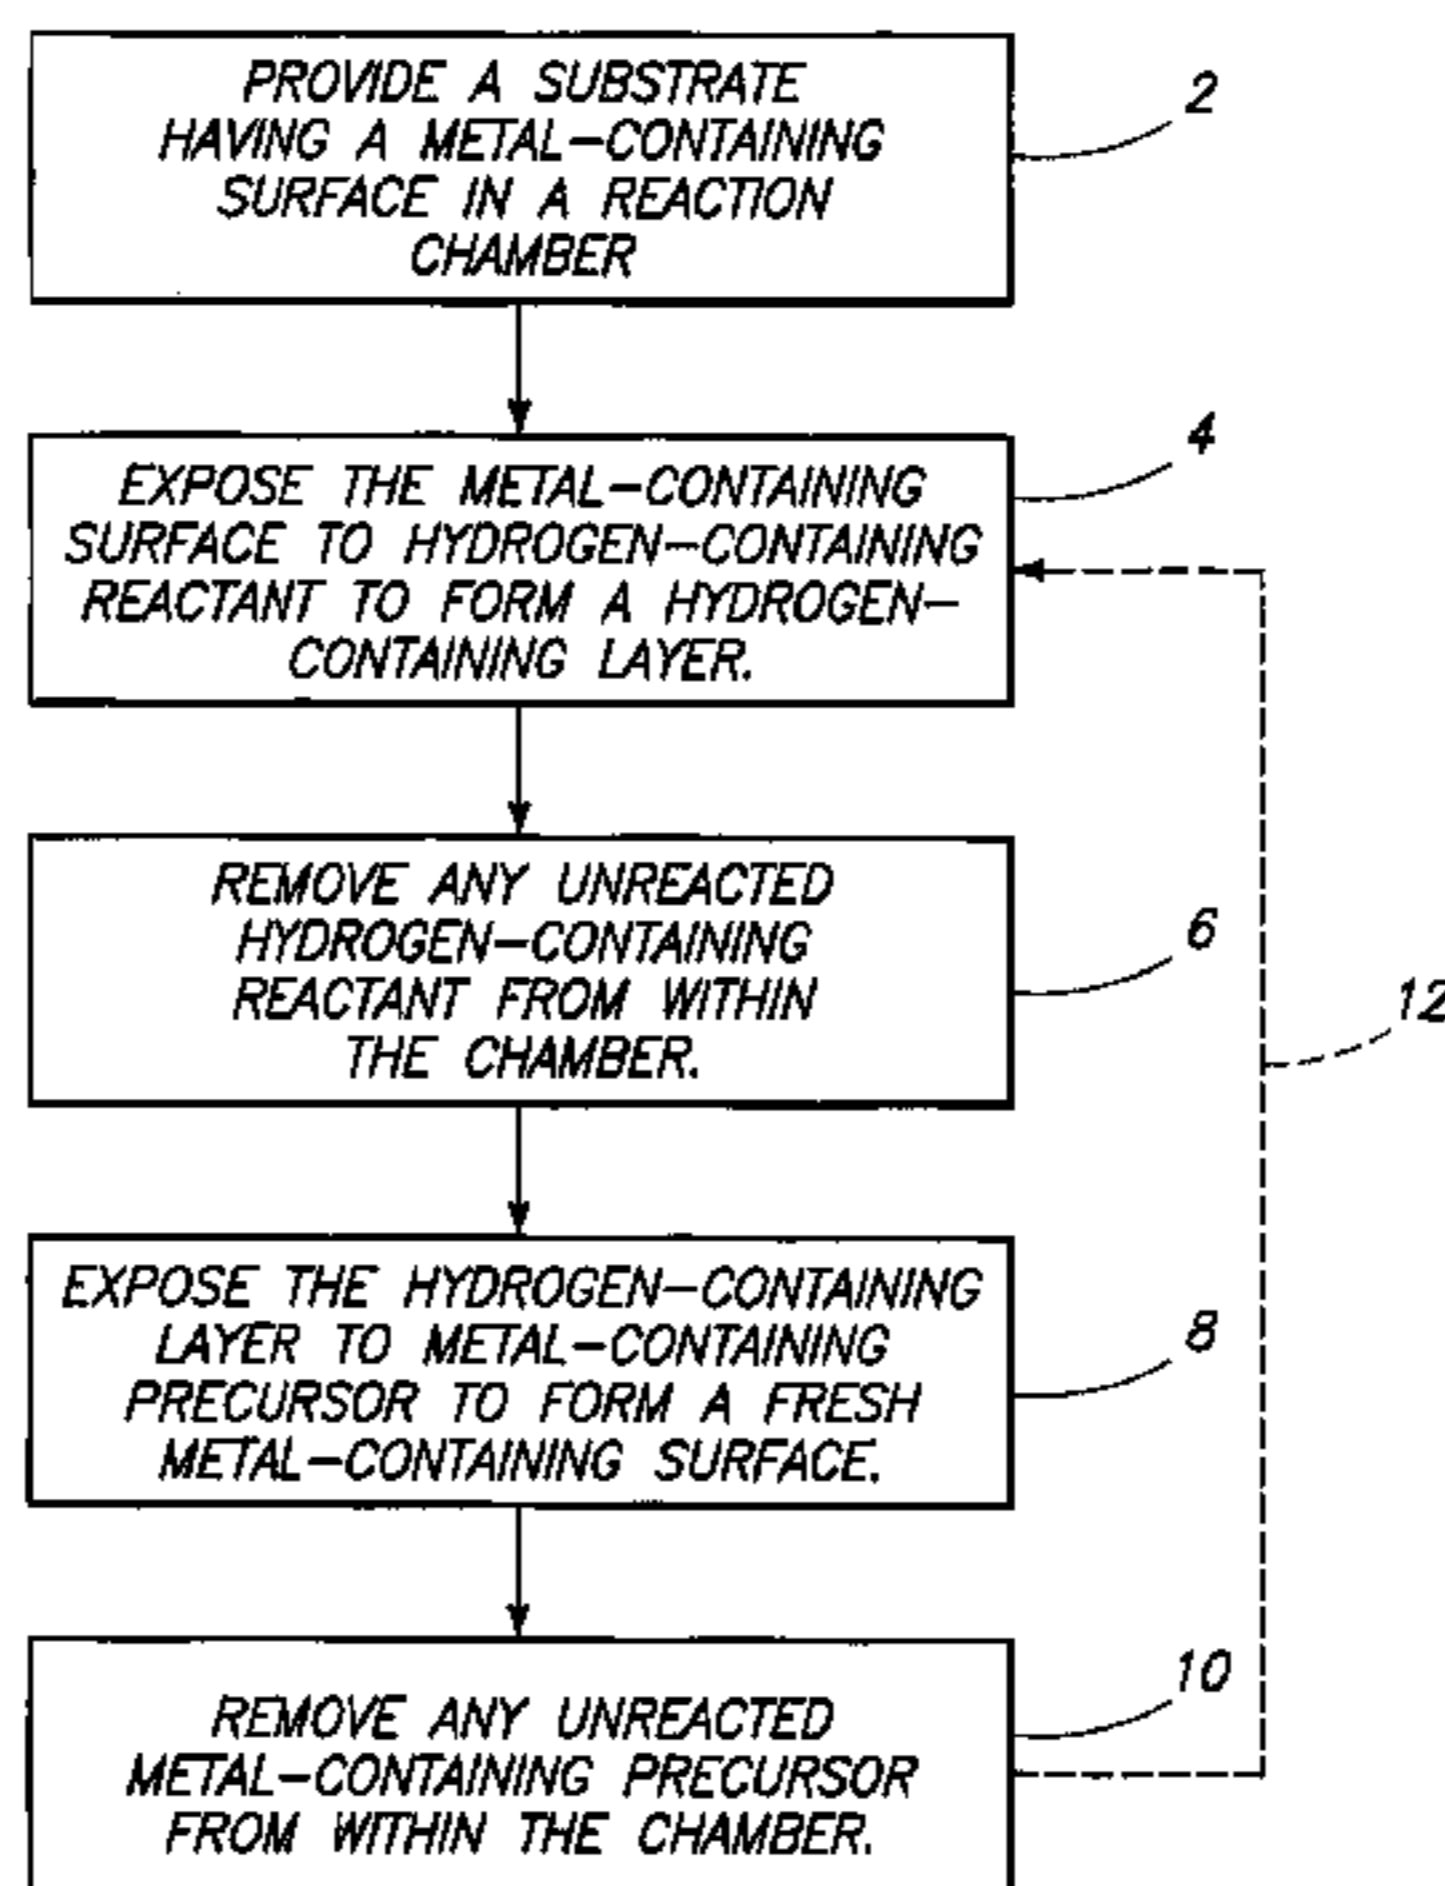 PROVIDE A SUBSTRATE
HAVING A METAL-CONTAINING
SURFACE IN A REACTION
CHAMBER
2
EXPOSE THE METAL-CONTAINING
SURFACE TO HYDROGEN-CONTAINING
REACTANT TO FORM A HYDROGEN-
CONTAINING LAYER.
4
REMOVE ANY UNREACTED
HYDROGEN-CONTAINING
REACTANT FROM WITHIN
THE CHAMBER.
6
12
EXPOSE THE HYDROGEN-CONTAINING
LAYER TO METAL-CONTAINING
PRECURSOR TO FORM A FRESH
METAL-CONTAINING SURFACE.
8
REMOVE ANY UNREACTED
METAL-CONTAINING PRECURSOR
FROM WITHIN THE CHAMBER.
10